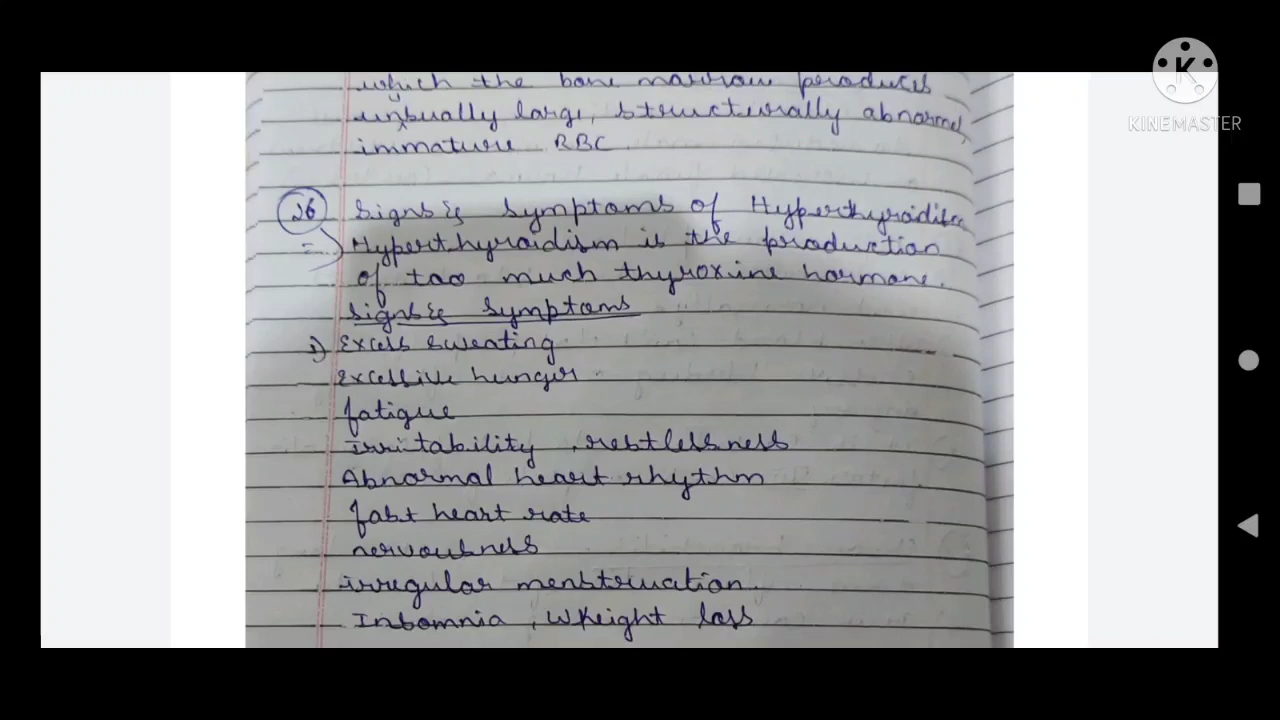 which the bone marrow produces
unusually large, structurally abnormal,
immature RBC
26 Signs & symptoms of Hyperthyroidism
=> Hyperthyroidism is the production
of too much thyroxine hormone.
Signs & symptoms
i) Excess sweating
Excessive hunger
fatigue
Irritability, restlessness
Abnormal heart rhythm
fast heart rate
nervousness
irregular menstruation.
Insomnia, Weight loss
K
KINEMASTER